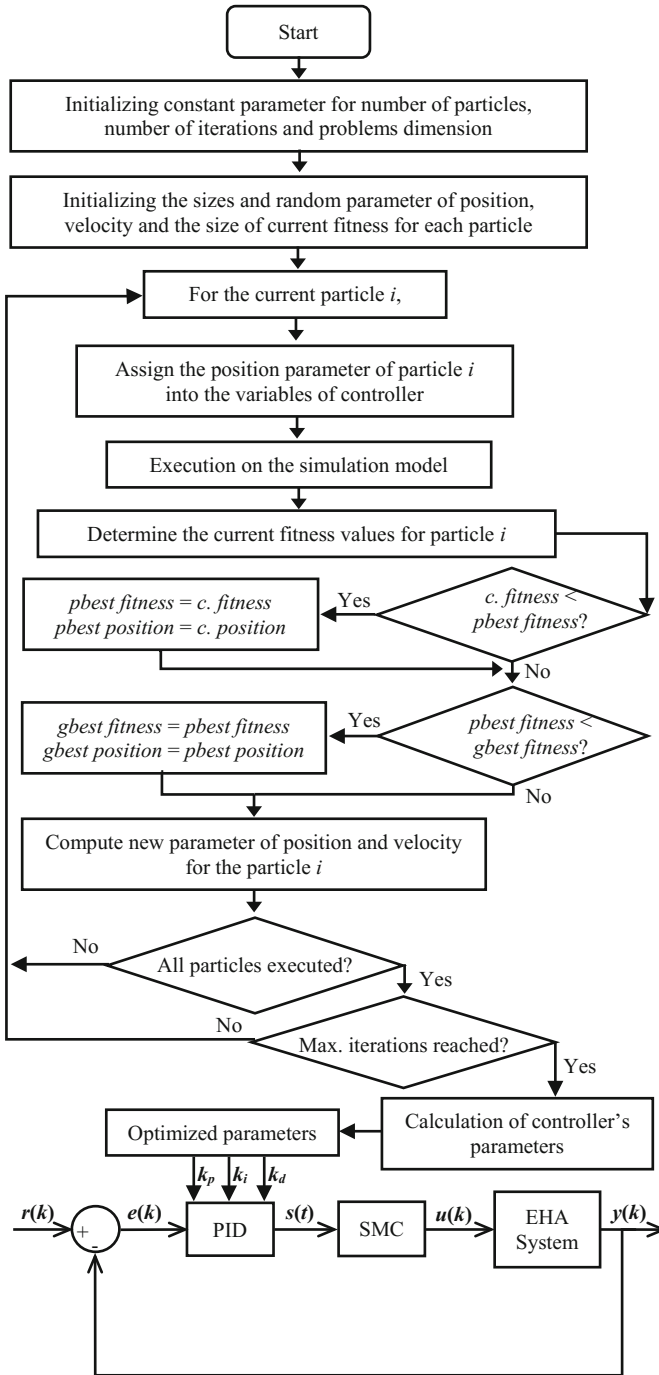 Start
Initializing constant parameter for number of particles,
number of iterations and problems dimension
Initializing the sizes and random parameter of position,
velocity and the size of current fitness for each particle
For the current particle i,
Assign the position parameter of particle i
into the variables of controller
Execution on the simulation model
Determine the current fitness values for particle i
c. fitness <
pbest fitness?
Yes
pbest fitness = c. fitness
pbest position = c. position
No
pbest fitness <
gbest fitness?
Yes
gbest fitness = pbest fitness
gbest position = pbest position
No
Compute new parameter of position and velocity
for the particle i
No
All particles executed?
Yes
No
Max. iterations reached?
Yes
Calculation of controller's
parameters
Optimized parameters
kp ki kd
r(k)
+
-
e(k)
PID
s(t)
SMC
u(k)
EHA
System
y(k)